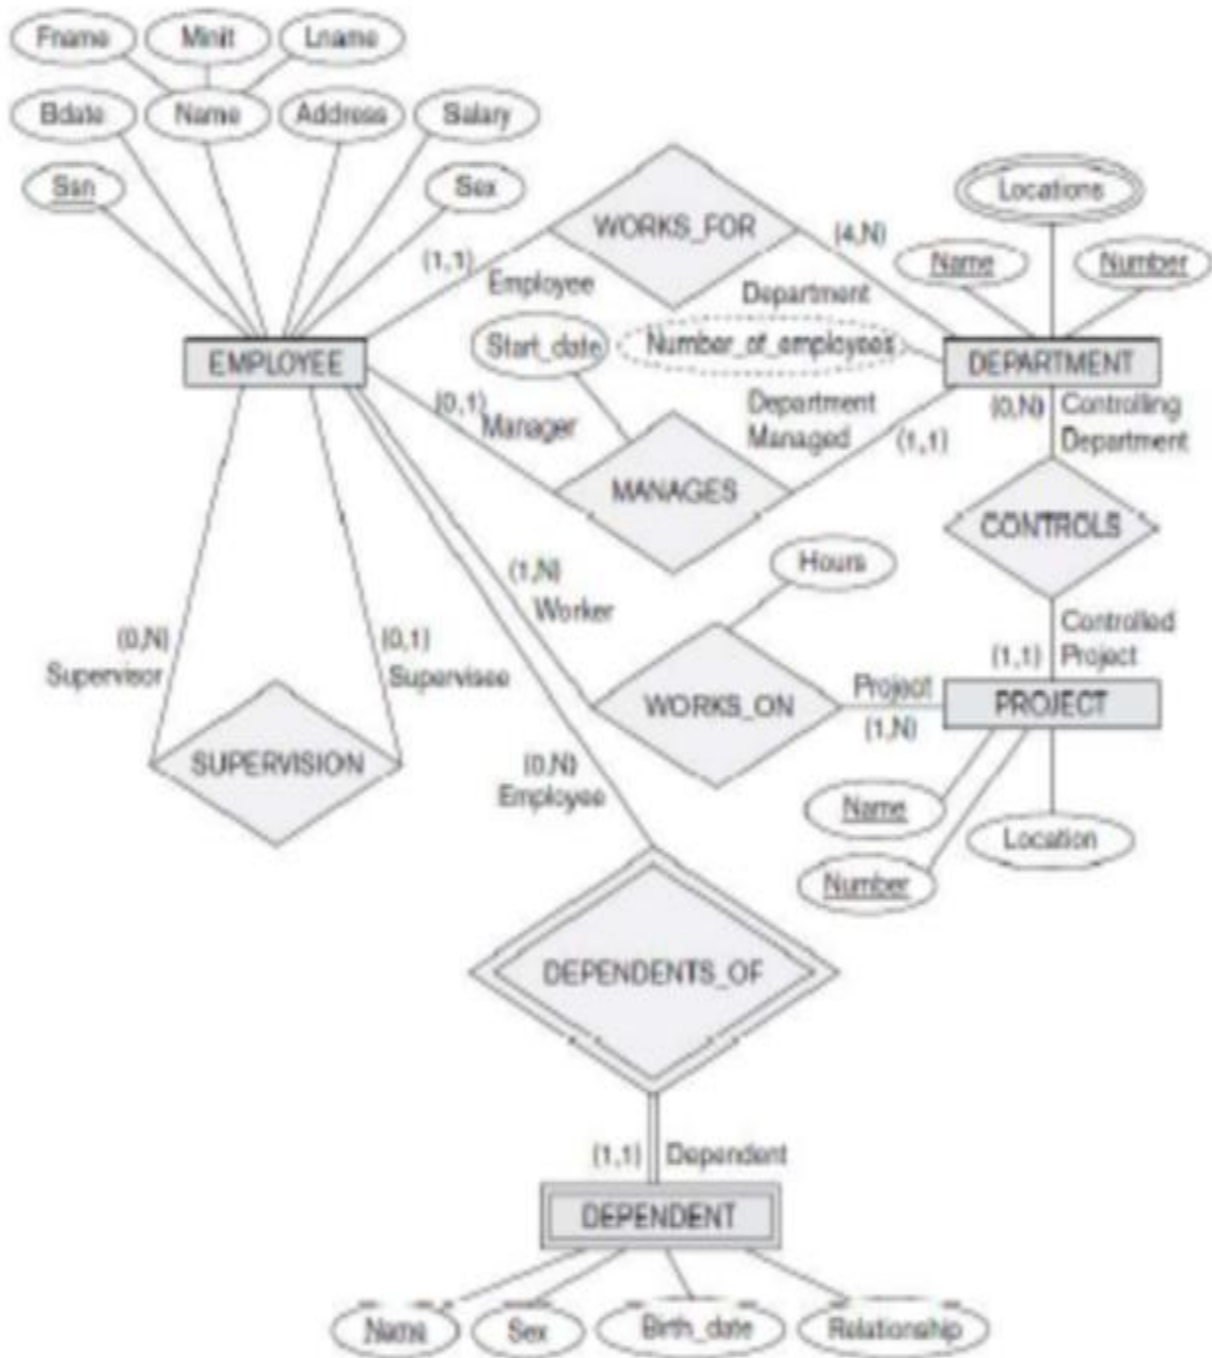 Fname
Minit
Lname
Bdate
Name
Address
Salary
Ssn
Sex
WORKS_FOR
Locations
(1,1)
Employee
(4,N)
Department
Name
Number
Start_date
Number_of_employees
EMPLOYEE
DEPARTMENT
(0,1)
Manager
Department
Managed
(1,1)
(0,N)
Controlling
Department
MANAGES
CONTROLS
Hours
(1,N)
Worker
(0,N)
Supervisor
(0,1)
Supervisee
Controlled
Project
(1,1)
WORKS_ON
Project
(1,N)
PROJECT
SUPERVISION
(0,N)
Employee
Name
Location
Number
DEPENDENTS_OF
(1,1)
Dependent
DEPENDENT
Name
Sex
Birth_date
Relationship